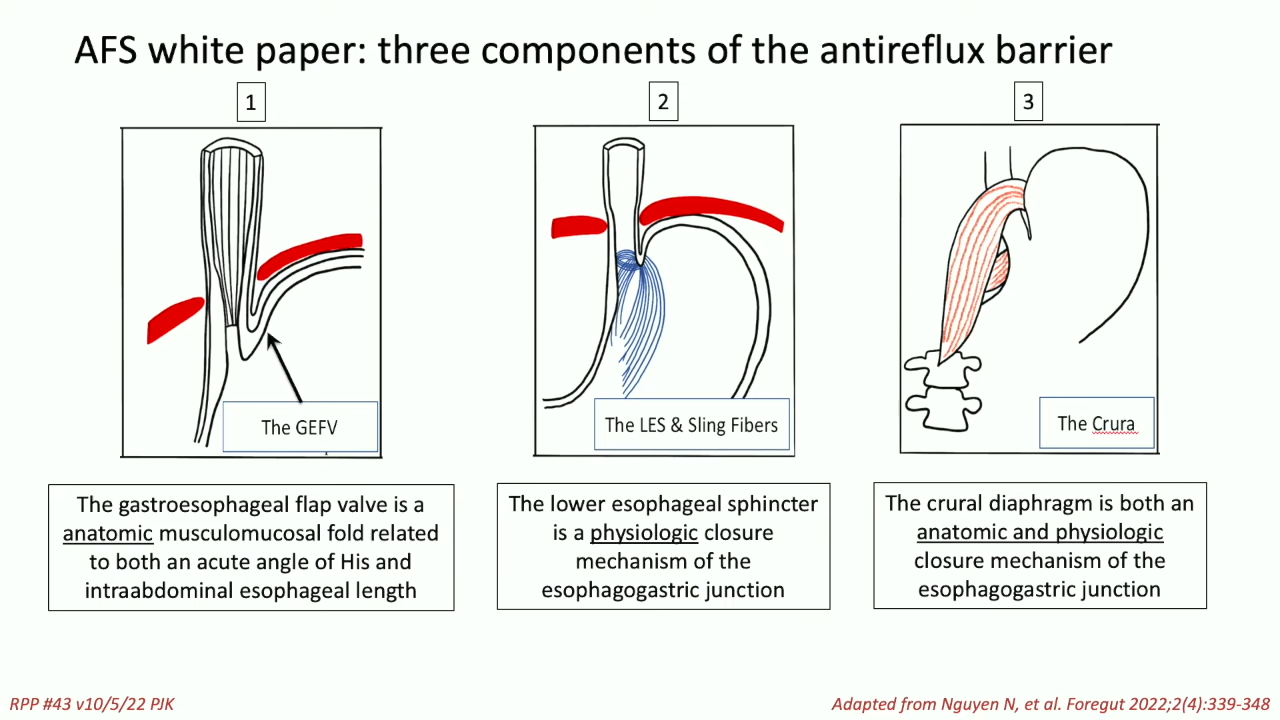 AFS white paper: three components of the antireflux barrier
1
2
3
The GEFV
The LES & Sling Fibers
The Crura
The gastroesophageal flap valve is a
anatomic musculomucosal fold related
to both an acute angle of His and
intraabdominal esophageal length
The lower esophageal sphincter
is a physiologic closure
mechanism of the
esophagogastric junction
The crural diaphragm is both an
anatomic and physiologic
closure mechanism of the
esophagogastric junction
RPP #43 v10/5/22 PJK
Adapted from Nguyen N, et al. Foregut 2022;2(4):339-348